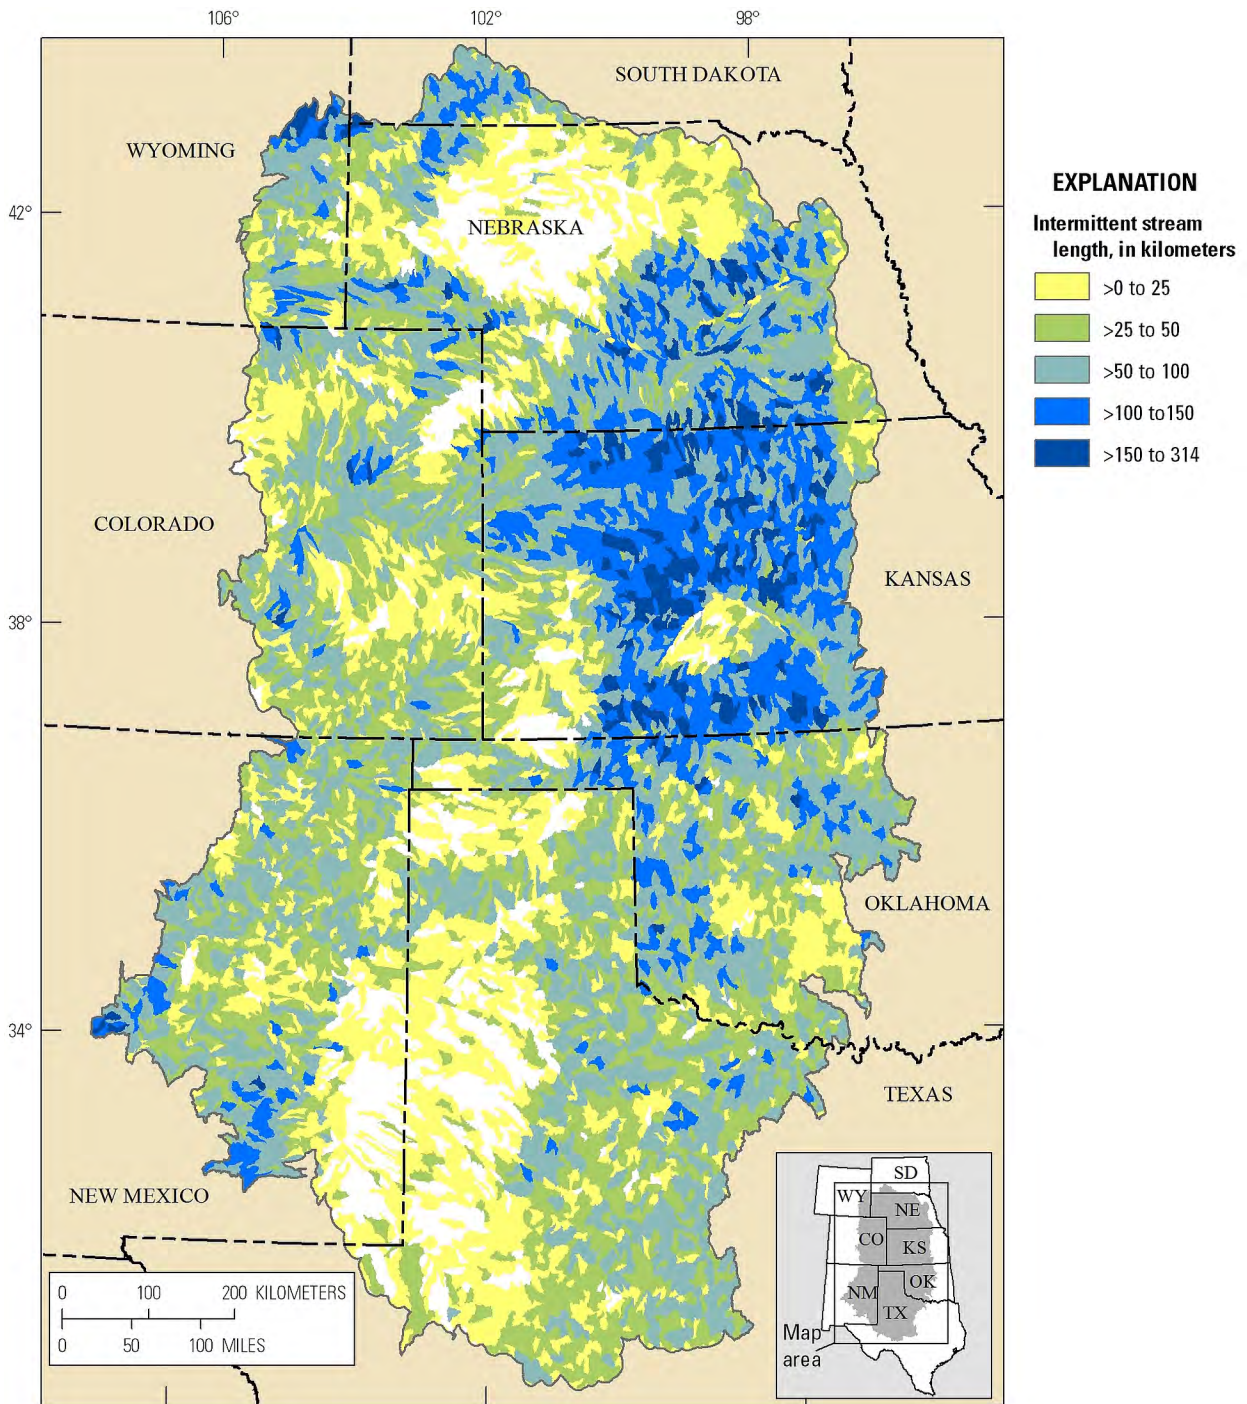 106°
102°
98°
SOUTH DAKOTA
WYOMING
EXPLANATION
42°
NEBRASKA
Intermittent stream
length, in kilometers
>0 to 25
>25 to 50
>50 to 100
>100 to150
>150 to 314
COLORADO
KANSAS
38°
OKLAHOMA
34°
TEXAS
NEW MEXICO
SD
WY
NE
CO
KS
NM
OK
TX
Map
area
0 100 200 KILOMETERS
0 50 100 MILES